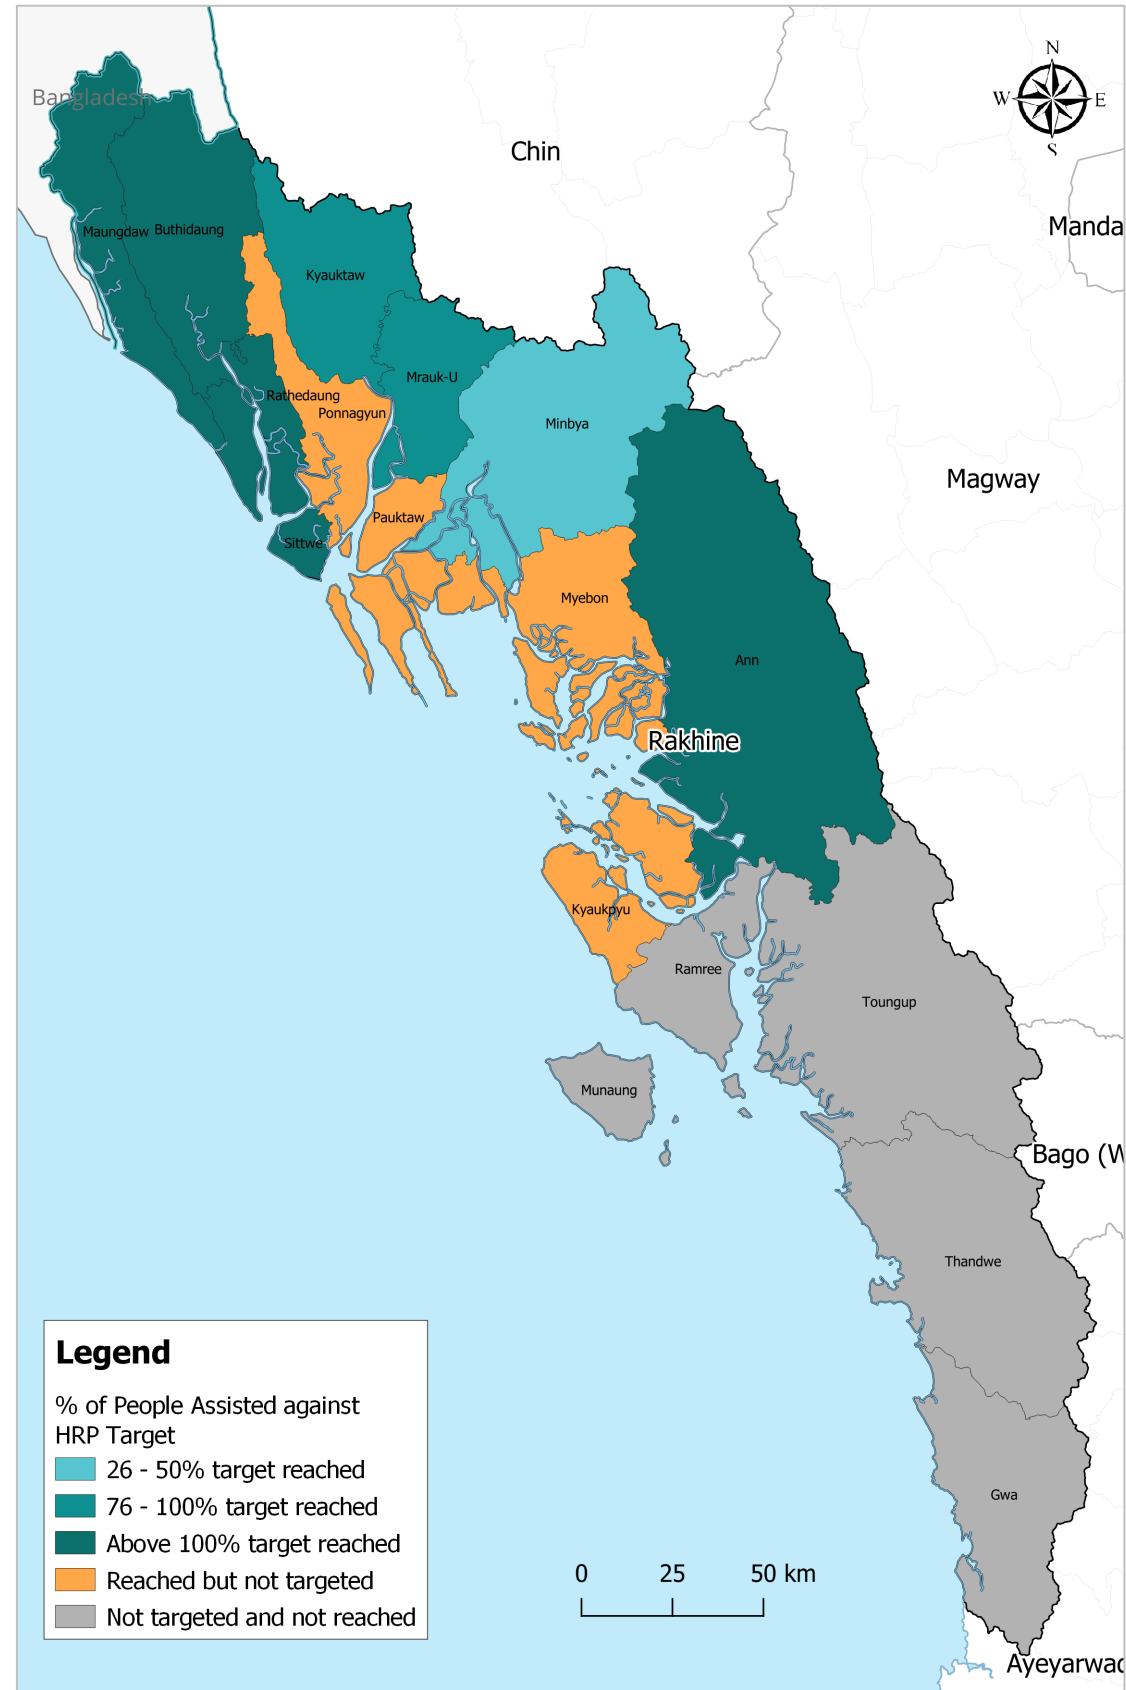 N
W E
S
Bangladesh
Chin
Manda
Maungdaw Buthidaung
Kyauktaw
Mrauk-U
Rathedaung
Ponnagyun
Minbya
Magway
Pauktaw
Sittwe
Myebon
Ann
Rakhine
Kyaukpyu
Ramree
Toungup
Munaung
Bago (W
Thandwe
Gwa
Ayeyarwad
Legend
% of People Assisted against
HRP Target
26 - 50% target reached
76 - 100% target reached
Above 100% target reached
Reached but not targeted
Not targeted and not reached
0 25 50 km